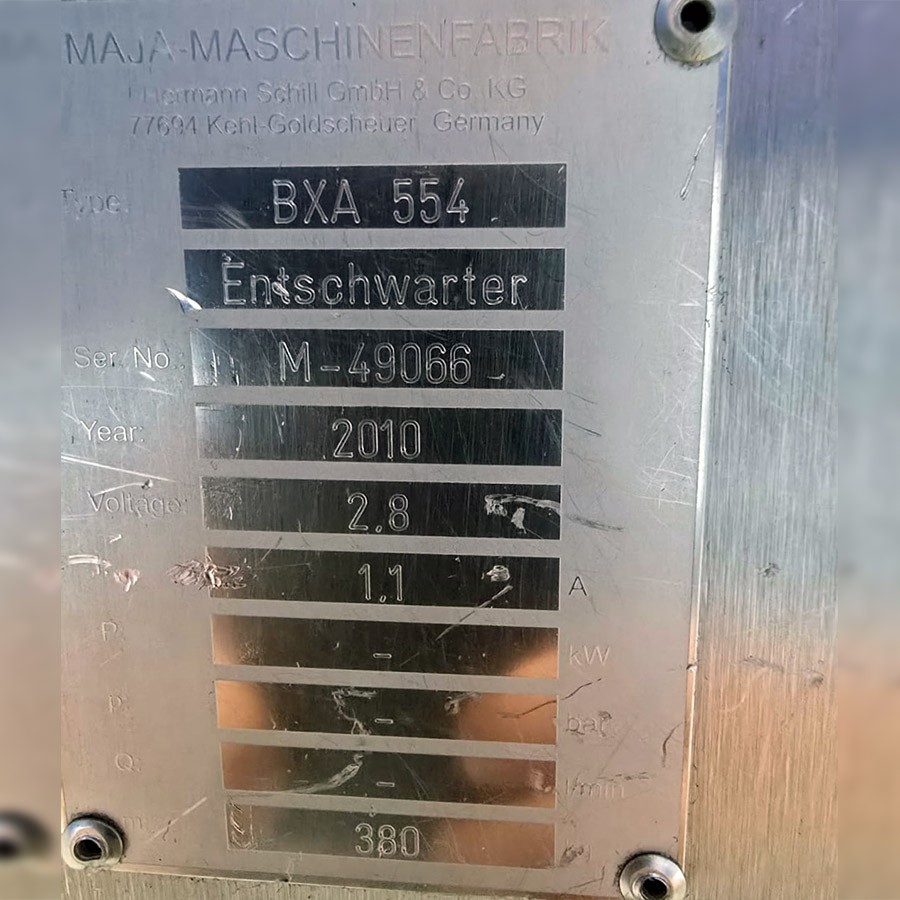 MAJA-MASCHINENFABRIK
Hermann Schill GmbH & Co. KG
77694 Kehl-Goldscheuer, Germany
Type: BXA 554
Entschwarter
Ser. No.: M-49066
Year: 2010
Voltage: 2.8
1.1 A
P: - kW
p: - bar
Q: - l/min
m 380